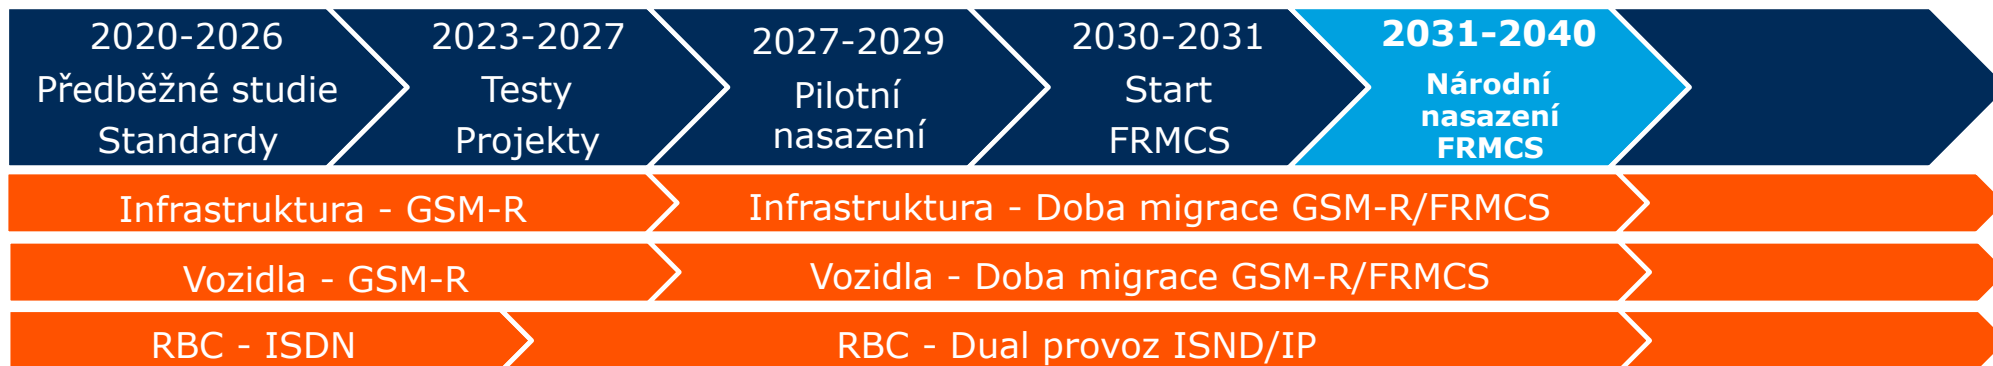 2020-2026
Předběžné studie
Standardy
2023-2027
Testy
Projekty
2027-2029
Pilotní
nasazení
2030-2031
Start
FRMCS
2031-2040
Národní
nasazení
FRMCS
Infrastruktura - GSM-R
Infrastruktura - Doba migrace GSM-R/FRMCS
Vozidla - GSM-R
Vozidla - Doba migrace GSM-R/FRMCS
RBC - ISDN
RBC - Dual provoz ISND/IP